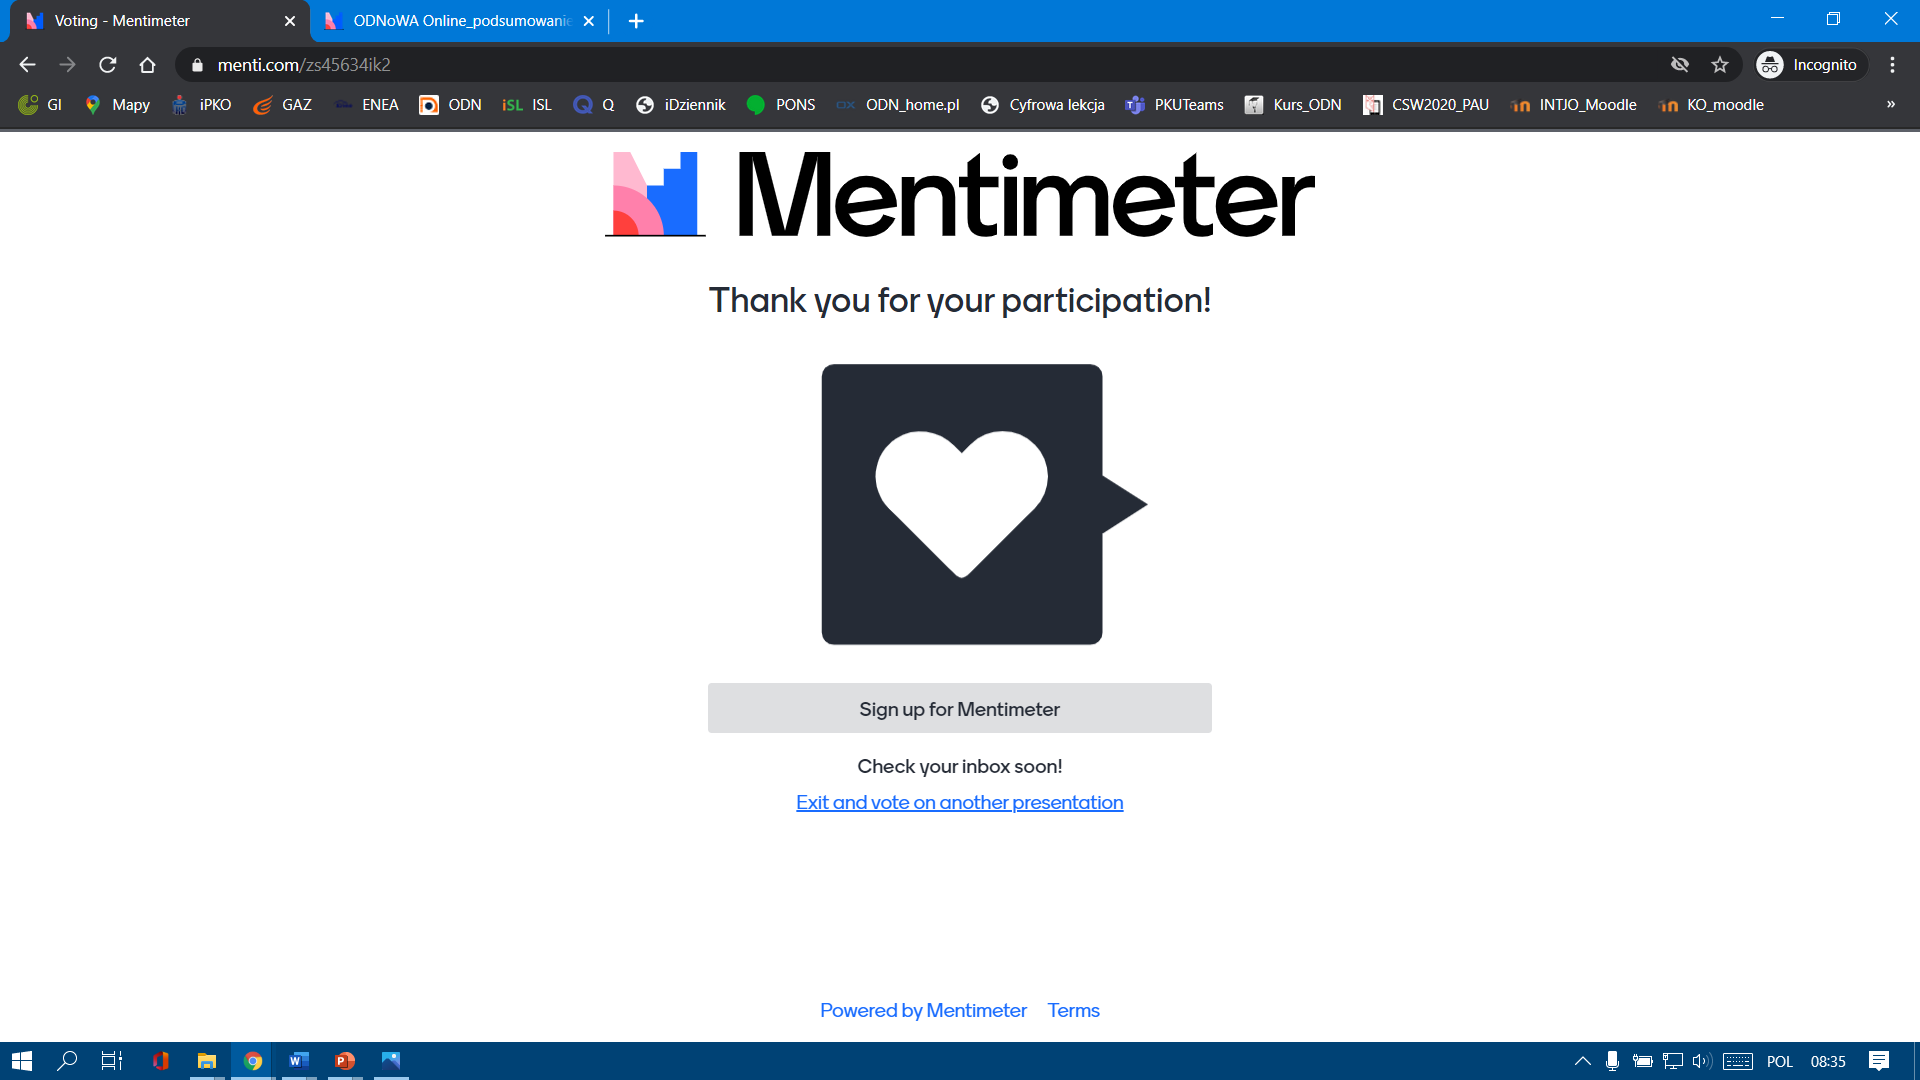 Voting - Mentimeter
ODNoWA Online_podsumowanie
menti.com/zs45634ik2
Incognito
GI Mapy iPKO GAZ ENEA ODN iSL ISL Q iDziennik PONS ODN_home.pl Cyfrowa lekcja PKUTeams Kurs_ODN CSW2020_PAU INTJO_Moodle KO_moodle »
Mentimeter
Thank you for your participation!
Sign up for Mentimeter
Check your inbox soon!
Exit and vote on another presentation
Powered by Mentimeter Terms
POL 08:35